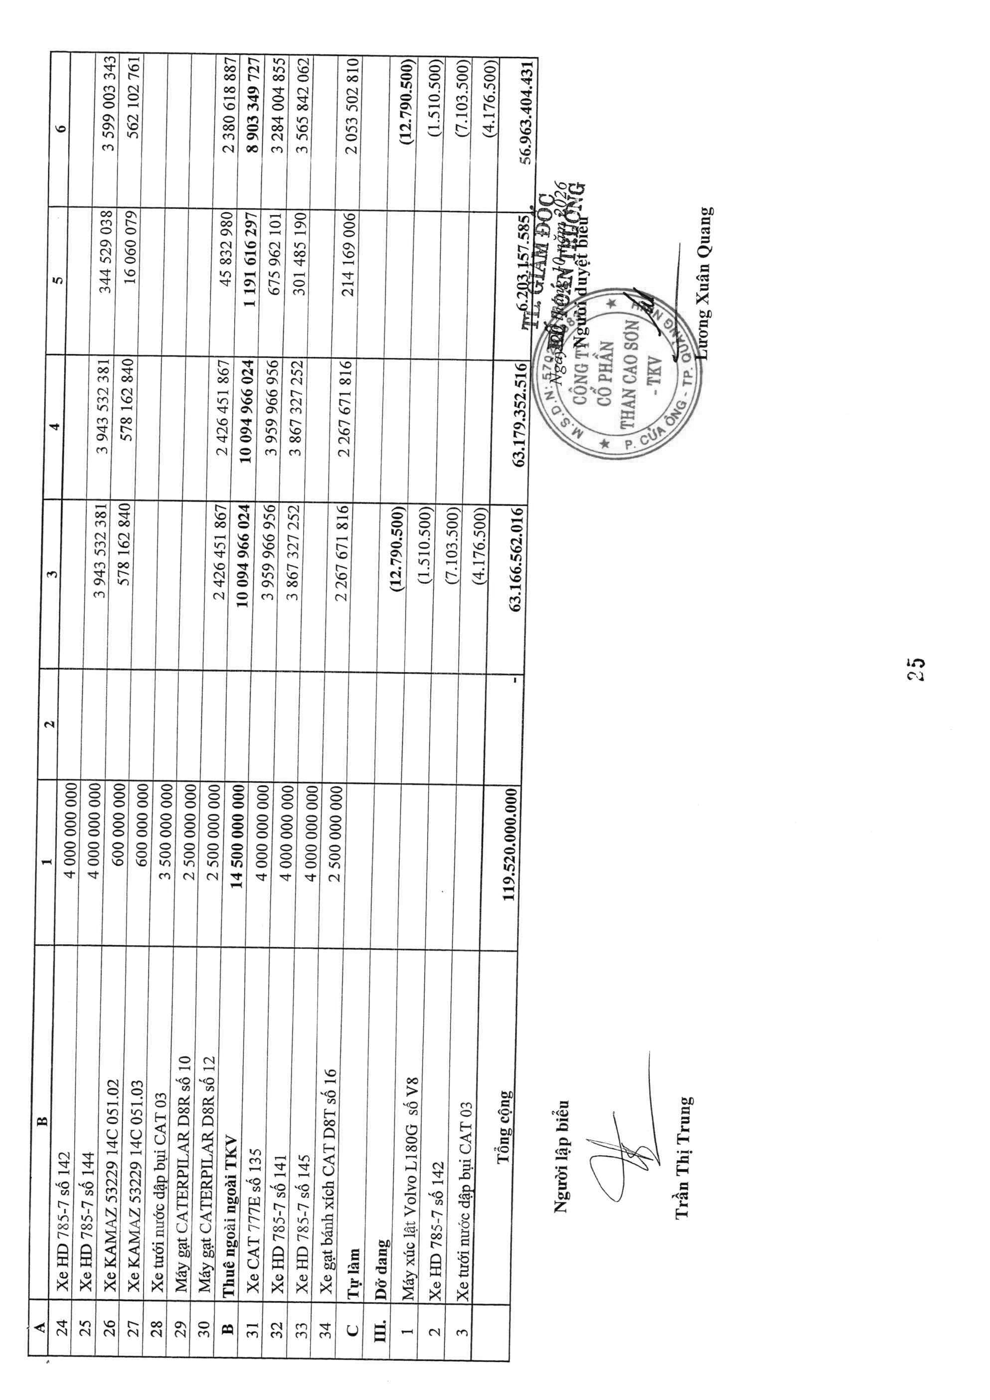 A B 1 2 3 4 5 6
24 Xe HD 785-7 số 142 4 000 000 000
25 Xe HD 785-7 số 144 4 000 000 000 3 943 532 381 3 943 532 381 344 529 038 3 599 003 343
26 Xe KAMAZ 53229 14C 051.02 600 000 000 578 162 840 578 162 840 16 060 079 562 102 761
27 Xe KAMAZ 53229 14C 051.03 600 000 000
28 Xe tưới nước dập bụi CAT 03 3 500 000 000
29 Máy gạt CATERPILAR D8R số 10 2 500 000 000
30 Máy gạt CATERPILAR D8R số 12 2 500 000 000 2 426 451 867 2 426 451 867 45 832 980 2 380 618 887
B Thuê ngoài ngoài TKV 14 500 000 000 10 094 966 024 10 094 966 024 1 191 616 297 8 903 349 727
31 Xe CAT 777E số 135 4 000 000 000 3 959 966 956 3 959 966 956 675 962 101 3 284 004 855
32 Xe HD 785-7 số 141 4 000 000 000 3 867 327 252 3 867 327 252 301 485 190 3 565 842 062
33 Xe HD 785-7 số 145 4 000 000 000
34 Xe gạt bánh xích CAT D8T số 16 2 500 000 000 2 267 671 816 2 267 671 816 214 169 006 2 053 502 810
C Tự làm
III. Dở dang (12.790.500) (12.790.500)
1 Máy xúc lật Volvo L180G số V8 (1.510.500) (1.510.500)
2 Xe HD 785-7 số 142 (7.103.500) (7.103.500)
3 Xe tưới nước dập bụi CAT 03 (4.176.500) (4.176.500)
Tổng cộng 119.520.000.000 - 63.166.562.016 63.179.352.516 6.203.157.585 56.963.404.431
TL. GIÁM ĐỐC
tháng 10 năm 2026
Người lập biểu
Người duyệt biểu
M.S.D.N: 570
CÔNG TY
CỔ PHẦN
THAN CAO SƠN
- TKV
P. CỬA ÔNG - TP. QUẢNG NINH
Trần Thị Trung
Lương Xuân Quang
25